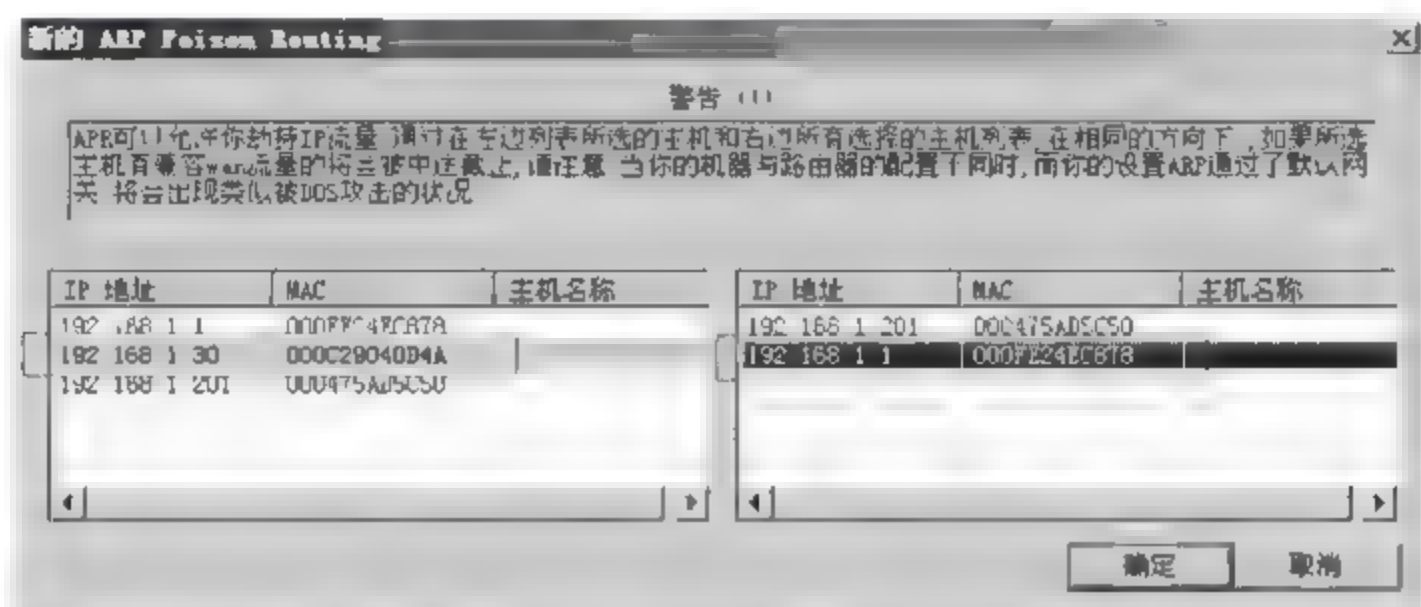 新的 ARP Poison Routing
警告 !!!
APR可以允许你劫持IP流量 通过在左边列表所选的主机和右边所有选择的主机列表 在相同的方向下，如果所选
主机有兼容wan流量的将会被中途截上, 请注意 当你的机器与路由器的配置不同时, 而你的设置ARP通过了默认网
关 将会出现类似被DOS攻击的状况
IP 地址 MAC 主机名称
192 168 1 1
192 168 1 30 000C29040B4A
192 168 1 201 000475AD5C50
IP 地址 MAC 主机名称
192 168 1 201 000475AD5C50
192 168 1 1 000FE24EC878
确定 取消